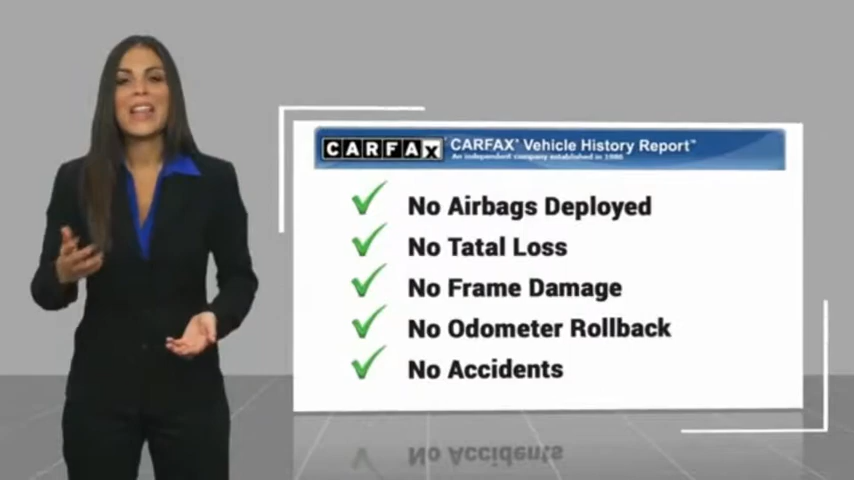 CARFAX CARFAX™ Vehicle History Report™
An independent company established in 1986
No Airbags Deployed
No Tatal Loss
No Frame Damage
No Odometer Rollback
No Accidents
No Accidents